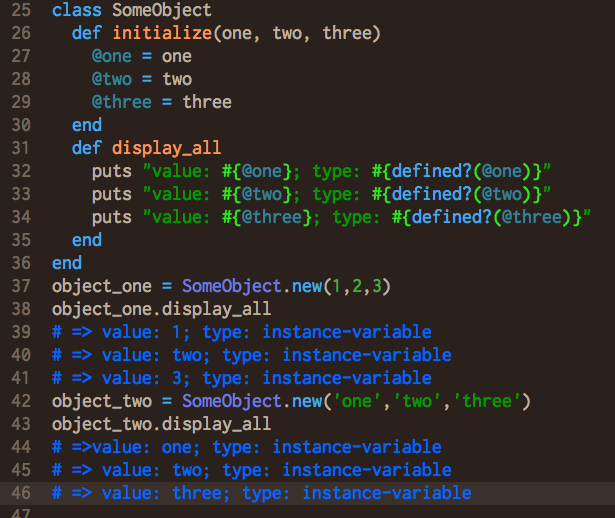 25 class SomeObject
26   def initialize(one, two, three)
27     @one = one
28     @two = two
29     @three = three
30   end
31   def display_all
32     puts "value: #{@one}; type: #{defined?(@one)}"
33     puts "value: #{@two}; type: #{defined?(@two)}"
34     puts "value: #{@three}; type: #{defined?(@three)}"
35   end
36 end
37 object_one = SomeObject.new(1,2,3)
38 object_one.display_all
39 # => value: 1; type: instance-variable
40 # => value: two; type: instance-variable
41 # => value: 3; type: instance-variable
42 object_two = SomeObject.new('one','two','three')
43 object_two.display_all
44 # =>value: one; type: instance-variable
45 # => value: two; type: instance-variable
46 # => value: three; type: instance-variable
47